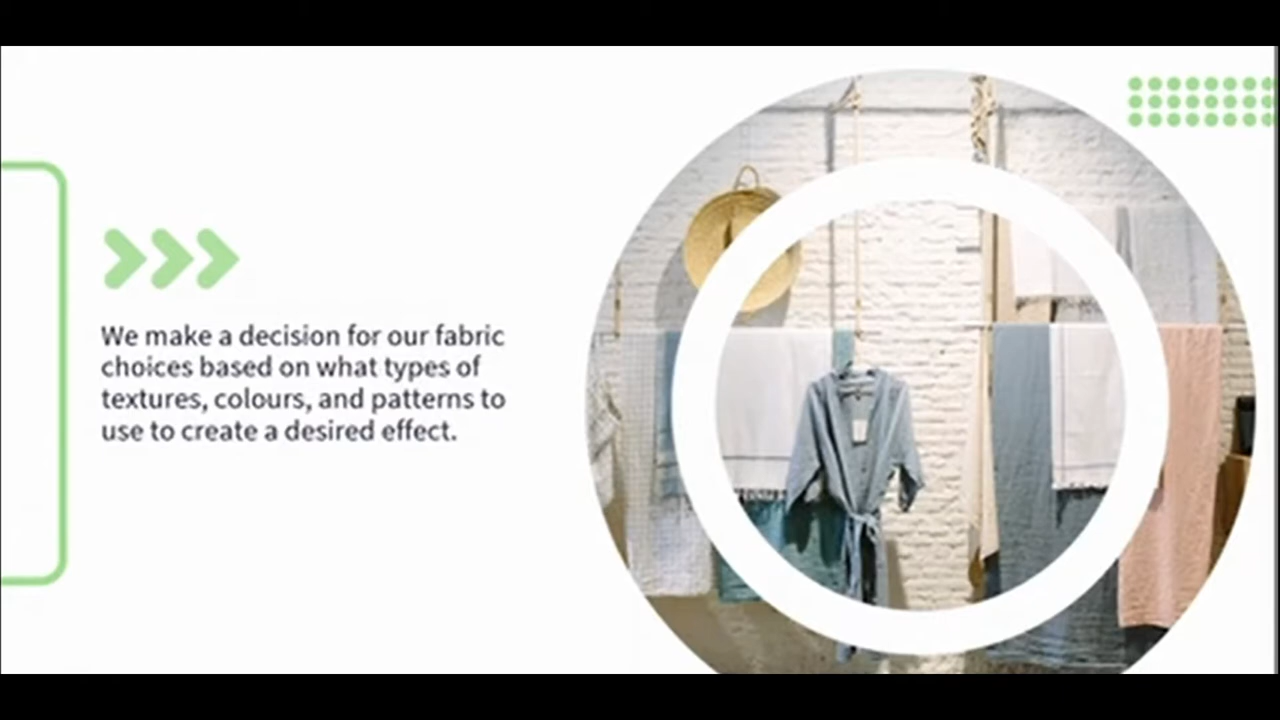 We make a decision for our fabric
choices based on what types of
textures, colours, and patterns to
use to create a desired effect.